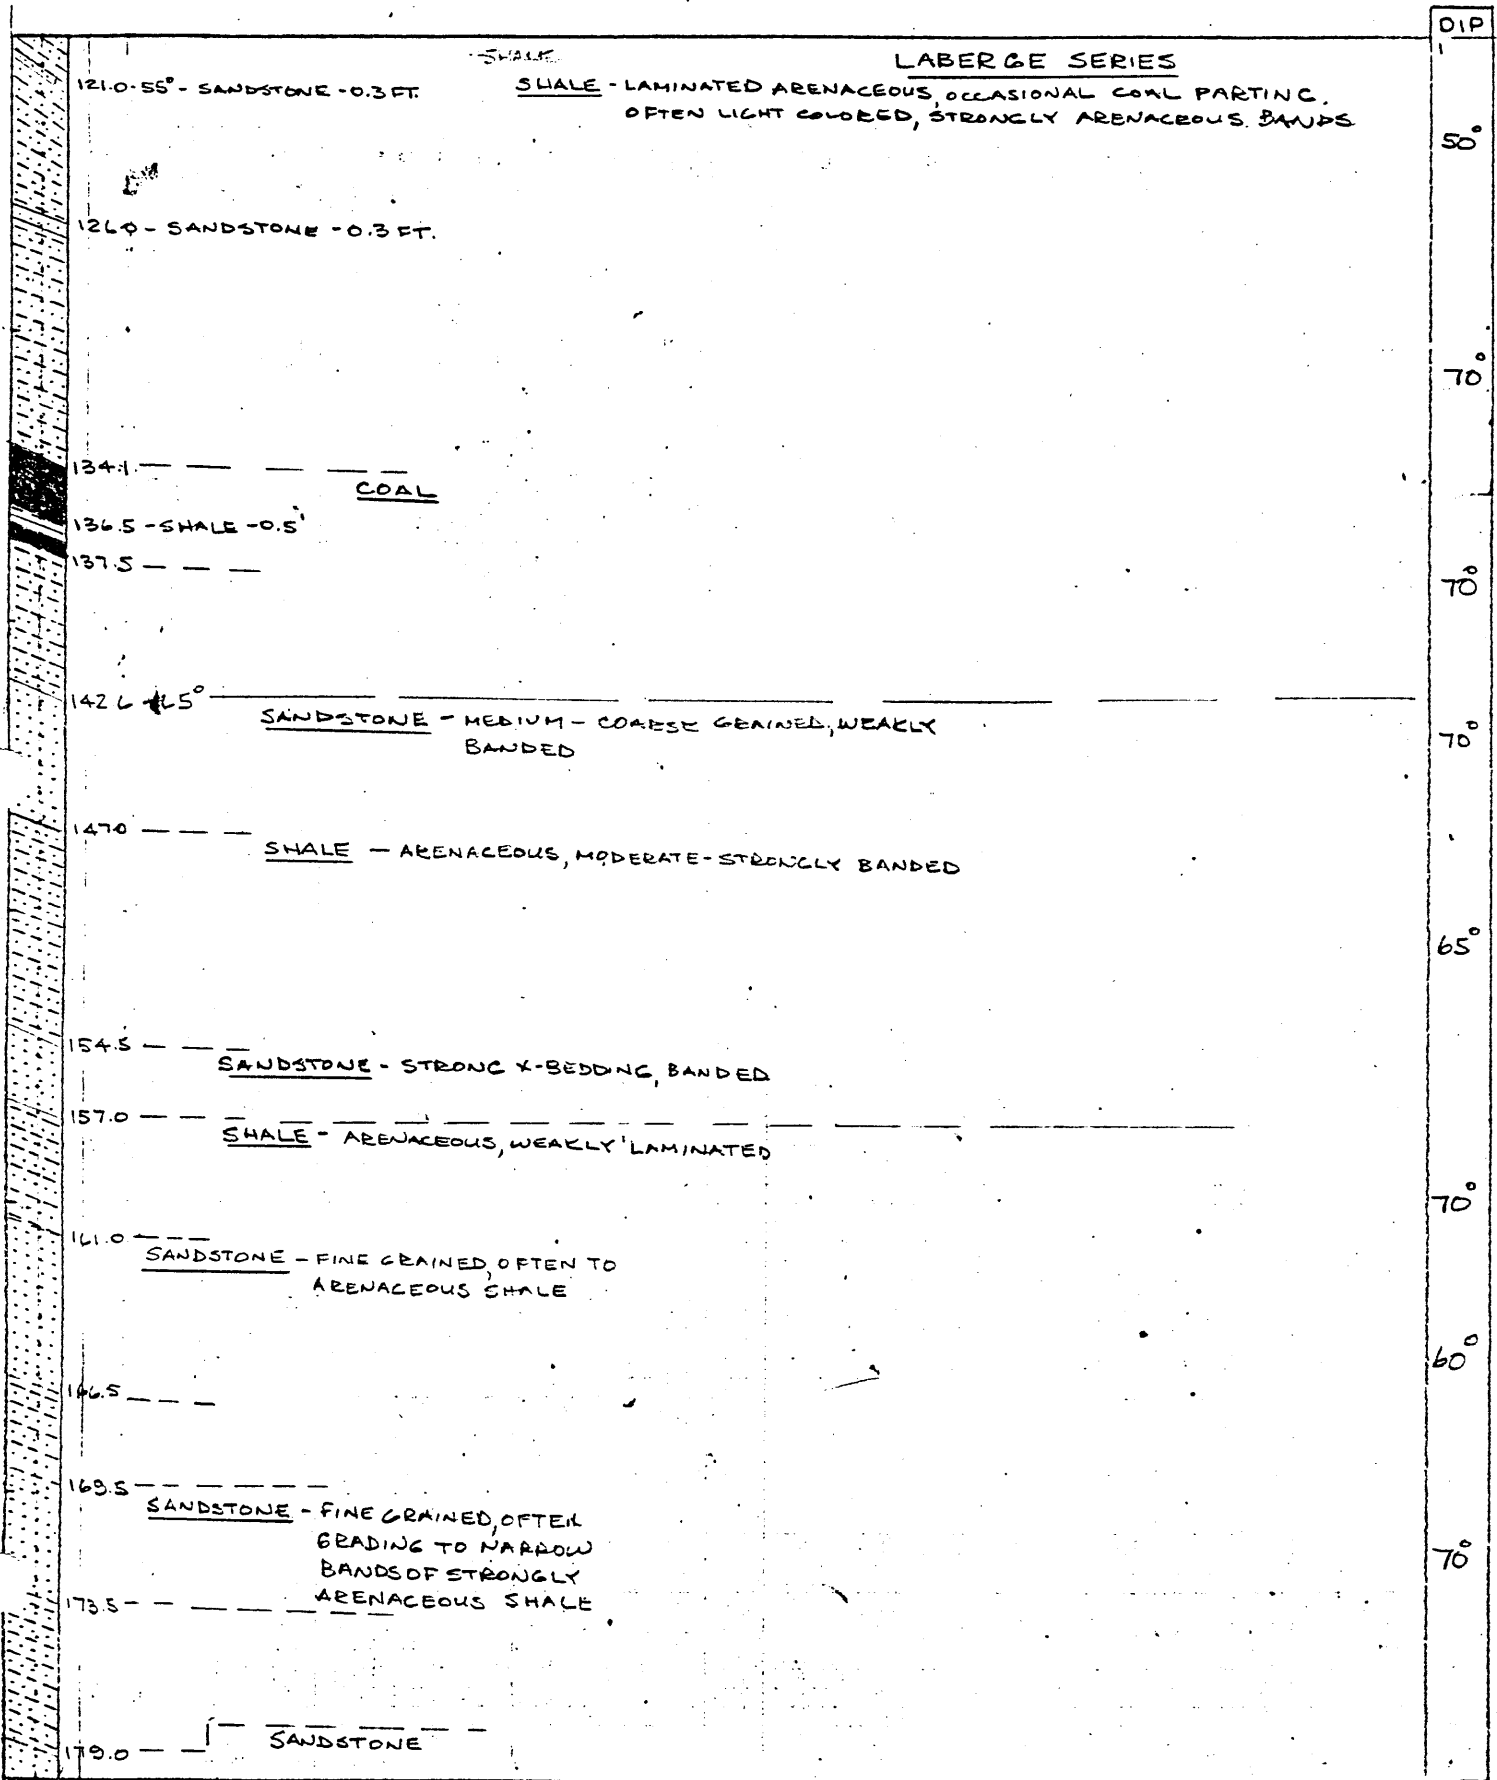 DIP
SHALE
LABERGE SERIES
121.0-55° - SANDSTONE - 0.3 FT.
SHALE - LAMINATED ARENACEOUS, OCCASIONAL COAL PARTING.
OFTEN LIGHT COLORED, STRONGLY ARENACEOUS BANDS
50°
126.0 - SANDSTONE - 0.3 FT.
70°
134.1
COAL
136.5 - SHALE - 0.5'
137.5
70°
142.6
SANDSTONE - MEDIUM - COARSE GRAINED, WEAKLY
BANDED
70°
147.0
SHALE - ARENACEOUS, MODERATE-STRONGLY BANDED
65°
154.5
SANDSTONE - STRONG X-BEDDING, BANDED
157.0
SHALE - ARENACEOUS, WEAKLY LAMINATED
70°
161.0
SANDSTONE - FINE GRAINED, OFTEN TO
ARENACEOUS SHALE
60°
166.5
169.5
SANDSTONE - FINE GRAINED, OFTEN
GRADING TO NARROW
BANDS OF STRONGLY
ARENACEOUS SHALE
70°
173.5
SANDSTONE
179.0